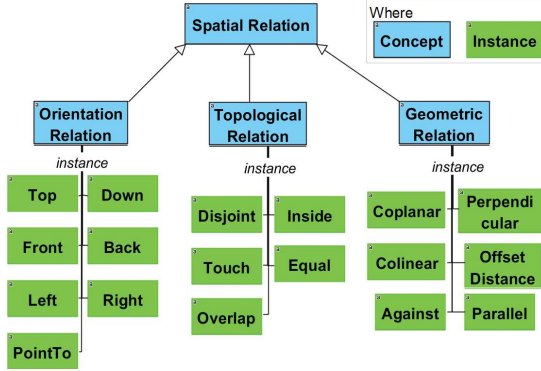 Where
Spatial Relation
Concept
Instance
Orientation
Relation
Topological
Relation
Geometric
Relation
instance
instance
instance
Top
Down
Front
Back
Left
Right
PointTo
Disjoint
Inside
Touch
Equal
Overlap
Coplanar
Perpendi
cular
Colinear
Offset
Distance
Against
Parallel